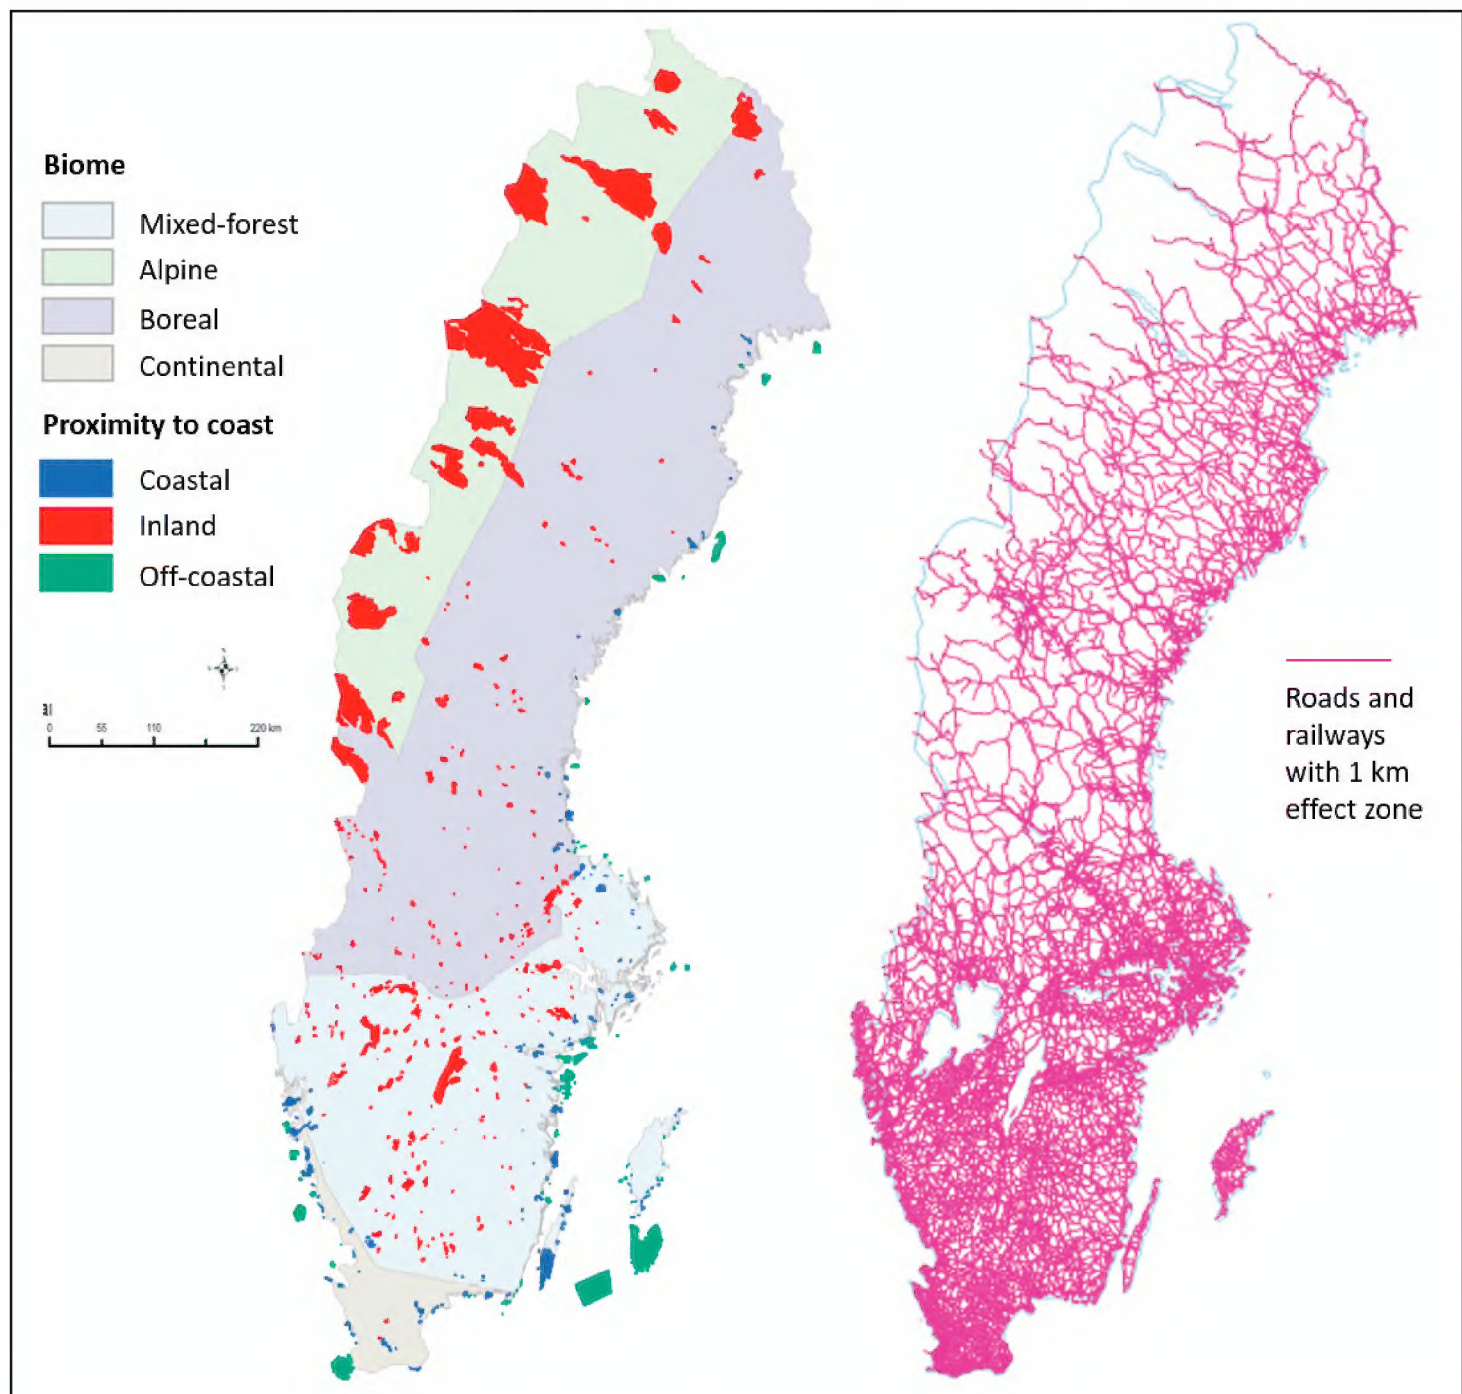 Biome
Mixed-forest
Alpine
Boreal
Continental
Proximity to coast
Coastal
Inland
Off-coastal
0 55 110 220 km
Roads and
railways
with 1 km
effect zone